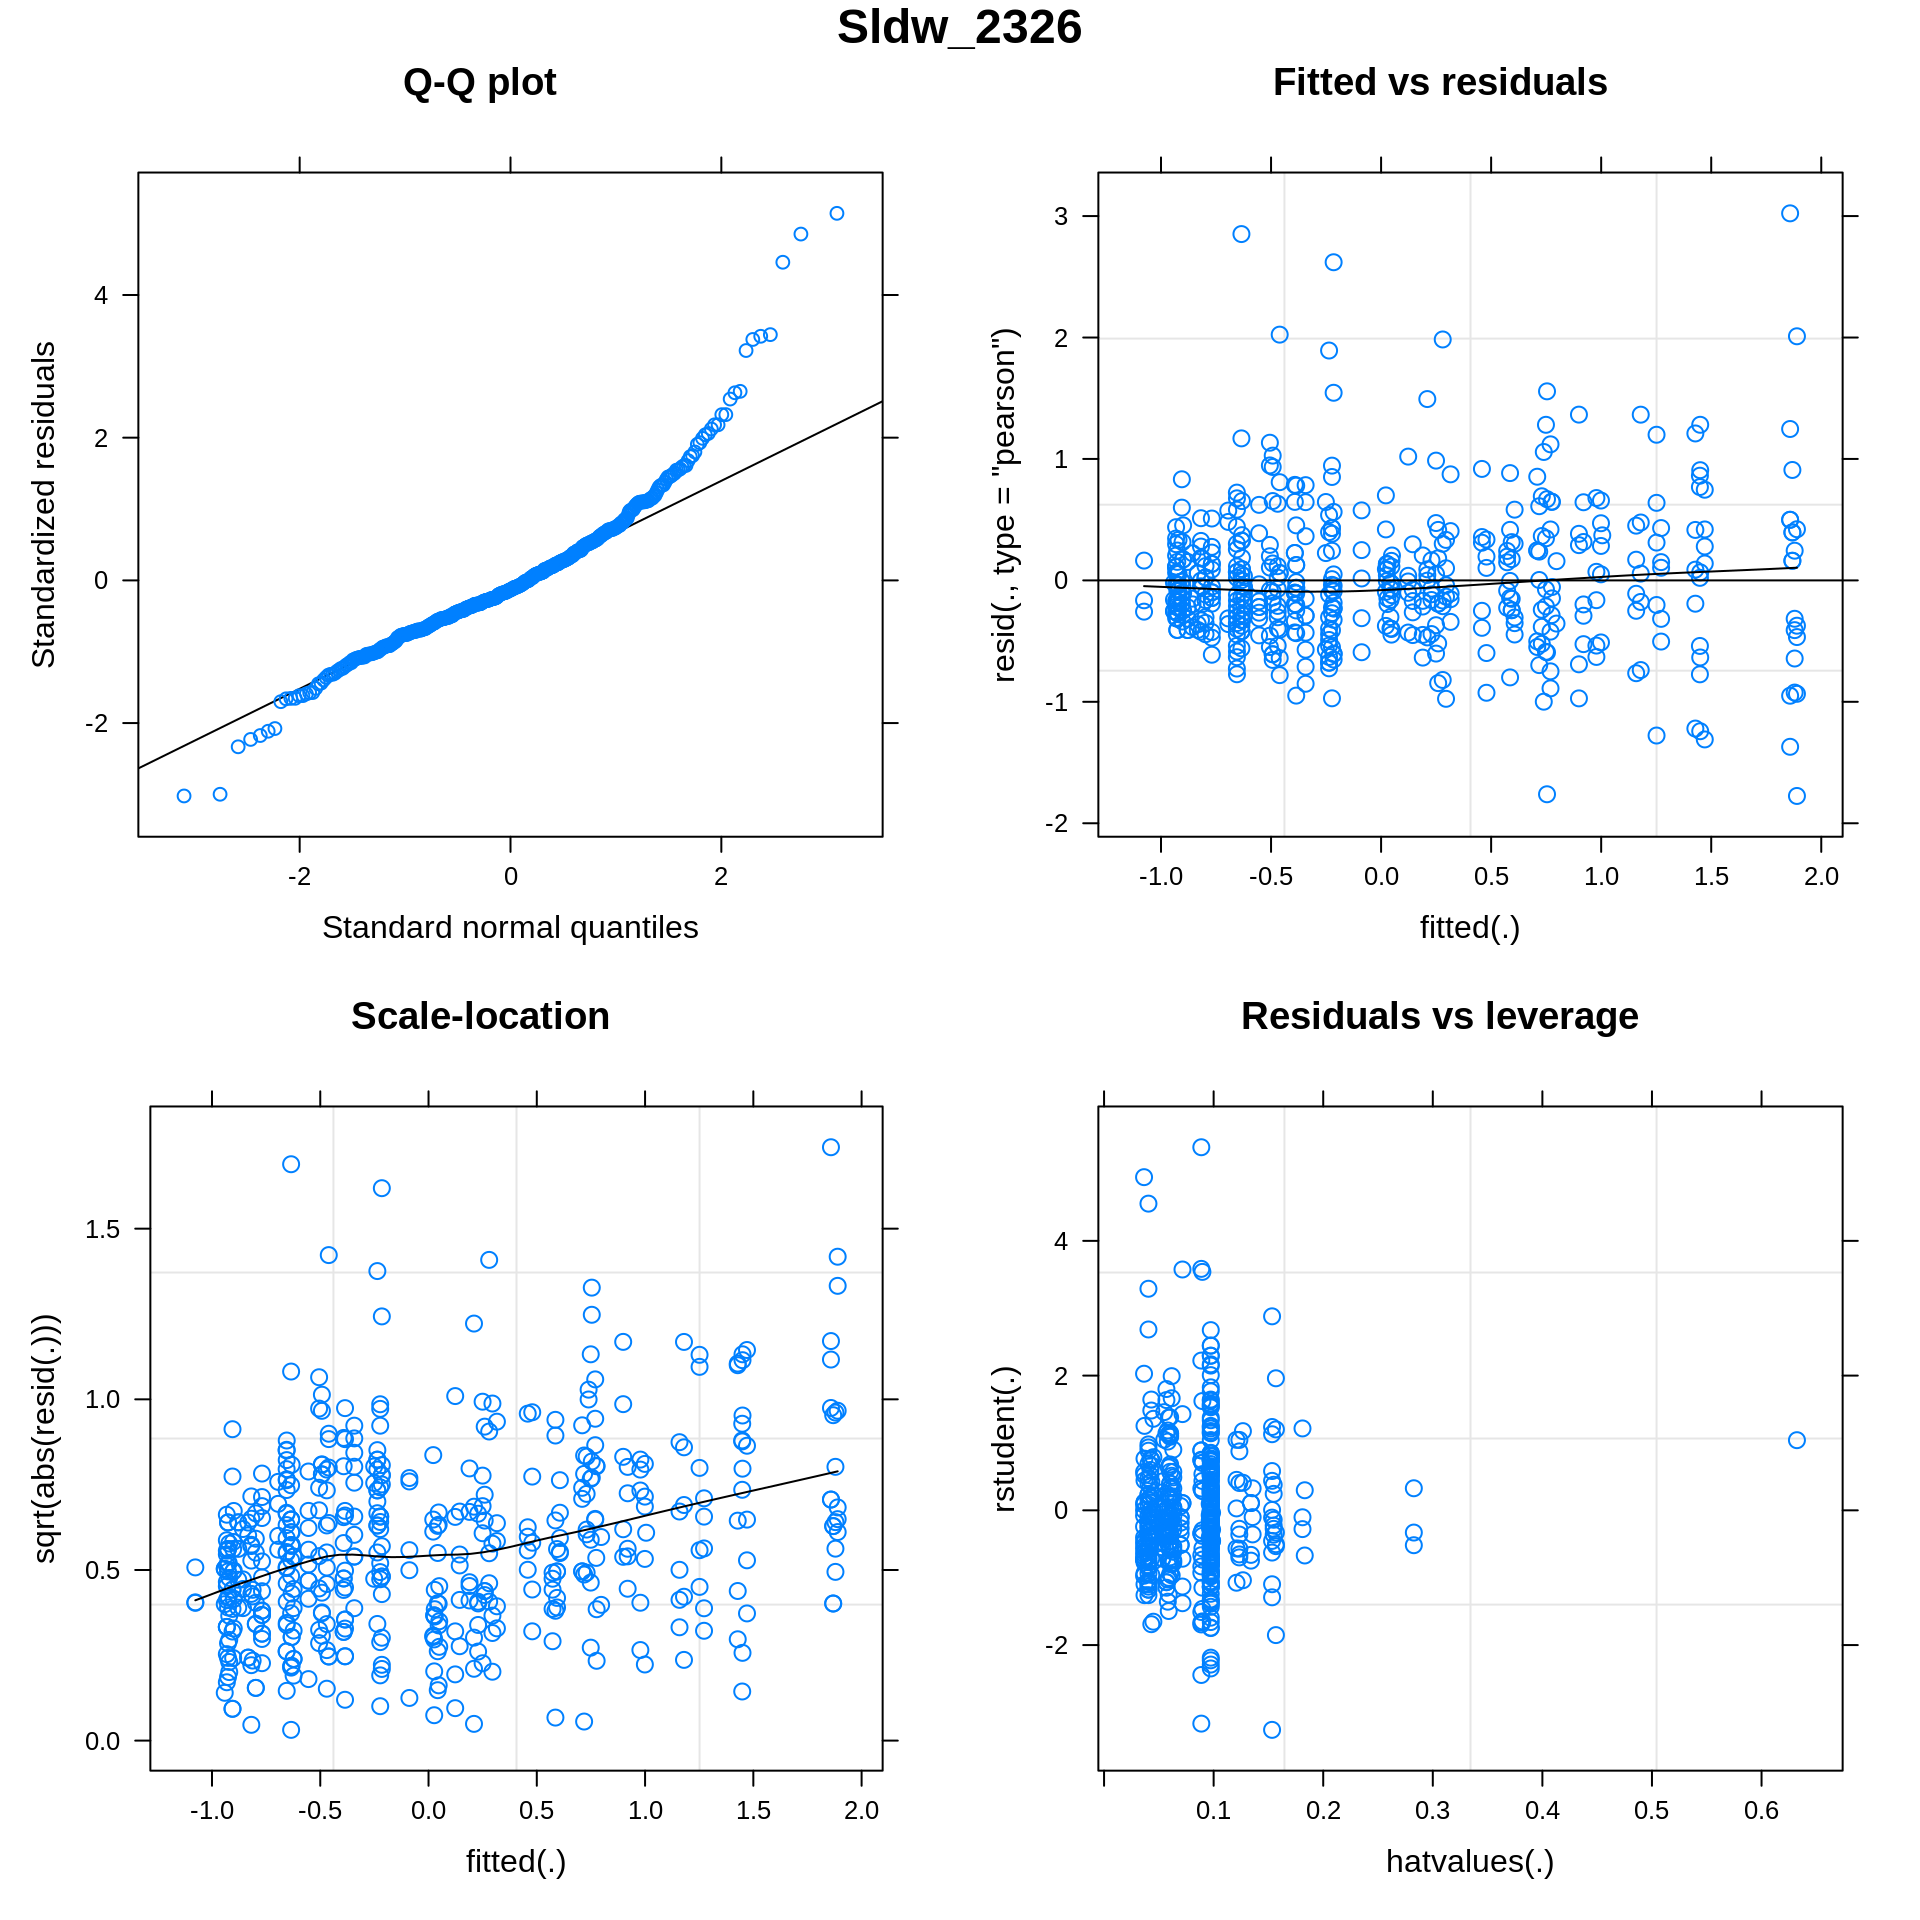 Sldw_2326
Q-Q plot
Standardized residuals
4
2
0
-2
-2 0 2
Standard normal quantiles
Fitted vs residuals
resid(., type = "pearson")
3
2
1
0
-1
-2
-1.0 -0.5 0.0 0.5 1.0 1.5 2.0
fitted(.)
Scale-location
sqrt(abs(resid(.)))
1.5
1.0
0.5
0.0
-1.0 -0.5 0.0 0.5 1.0 1.5 2.0
fitted(.)
Residuals vs leverage
rstudent(.)
4
2
0
-2
0.1 0.2 0.3 0.4 0.5 0.6
hatvalues(.)